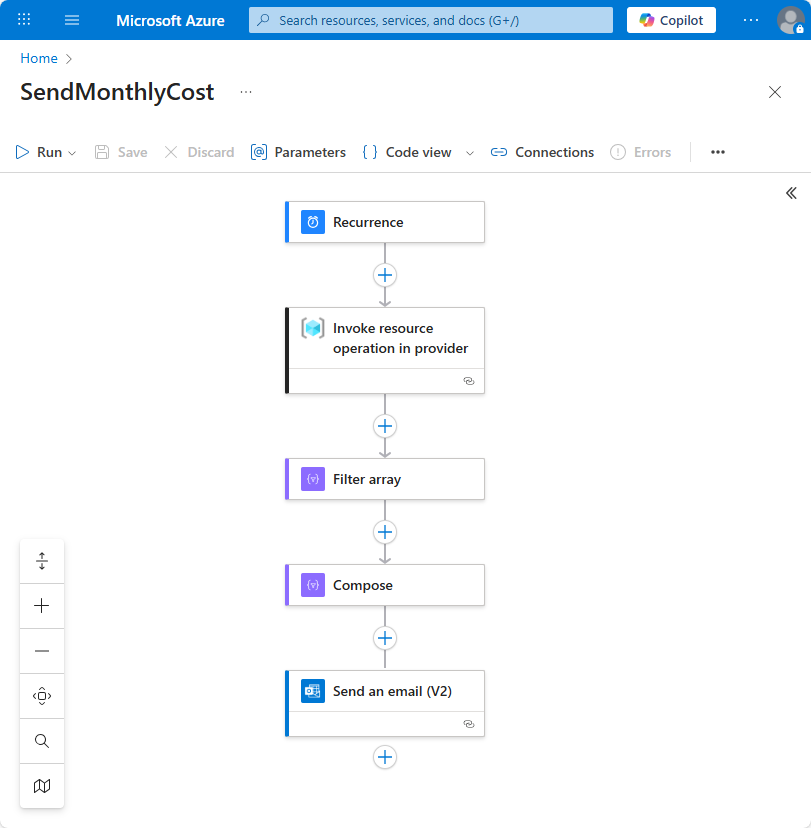 Microsoft Azure
Search resources, services, and docs (G+/)
Copilot
Home
SendMonthlyCost
Run
Save
Discard
Parameters
Code view
Connections
Errors
Recurrence
Invoke resource
operation in provider
Filter array
Compose
Send an email (V2)